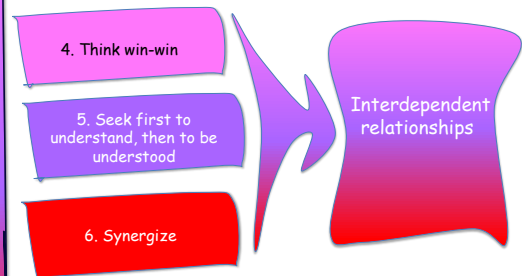 4. Think win-win
5. Seek first to
understand, then to be
understood
6. Synergize
Interdependent
relationships